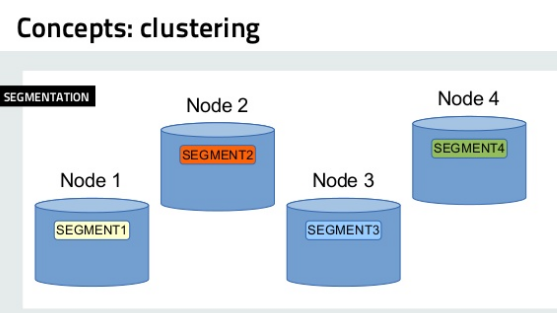 Concepts: clustering
SEGMENTATION
Node 1
SEGMENT1
Node 2
SEGMENT2
Node 3
SEGMENT3
Node 4
SEGMENT4